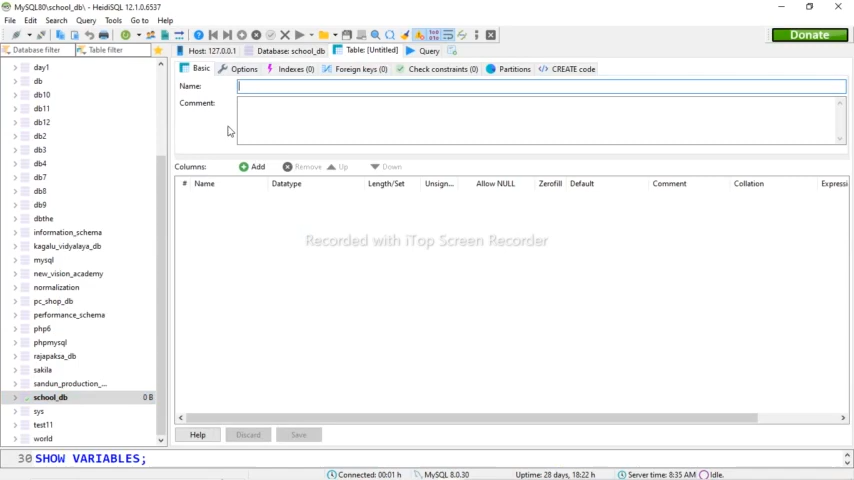 MySQL80\school_db\ - HeidiSQL 12.1.0.6537
File Edit Search Query Tools Go to Help
Donate
Database filter Table filter
Host: 127.0.0.1 Database: school_db Table: [Untitled] Query
Basic Options Indexes (0) Foreign keys (0) Check constraints (0) Partitions CREATE code
Name:
Comment:
Columns: Add Remove Up Down
# Name Datatype Length/Set Unsign... Allow NULL Zerofill Default Comment Collation Expressi
day1
db
db10
db11
db12
db2
db3
db4
db7
db8
db9
dbthe
information_schema
kagalu_vidyalaya_db
mysql
new_vision_academy
normalization
pc_shop_db
performance_schema
php6
phpmysql
rajapaksa_db
sakila
sandun_production_...
school_db 0 B
sys
test11
world
Recorded with iTop Screen Recorder
Help Discard Save
30 SHOW VARIABLES;
Connected: 00:01 h MySQL 8.0.30 Uptime: 28 days, 18:22 h Server time: 8:35 AM Idle.